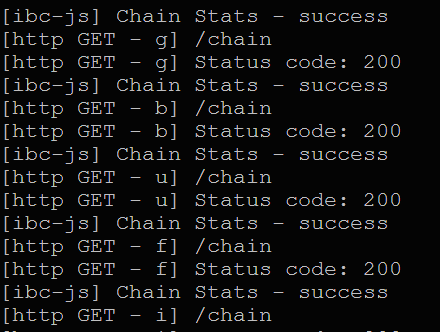 [ibc-js] Chain Stats - success
[http GET - g] /chain
[http GET - g] Status code: 200
[ibc-js] Chain Stats - success
[http GET - b] /chain
[http GET - b] Status code: 200
[ibc-js] Chain Stats - success
[http GET - u] /chain
[http GET - u] Status code: 200
[ibc-js] Chain Stats - success
[http GET - f] /chain
[http GET - f] Status code: 200
[ibc-js] Chain Stats - success
[http GET - i] /chain